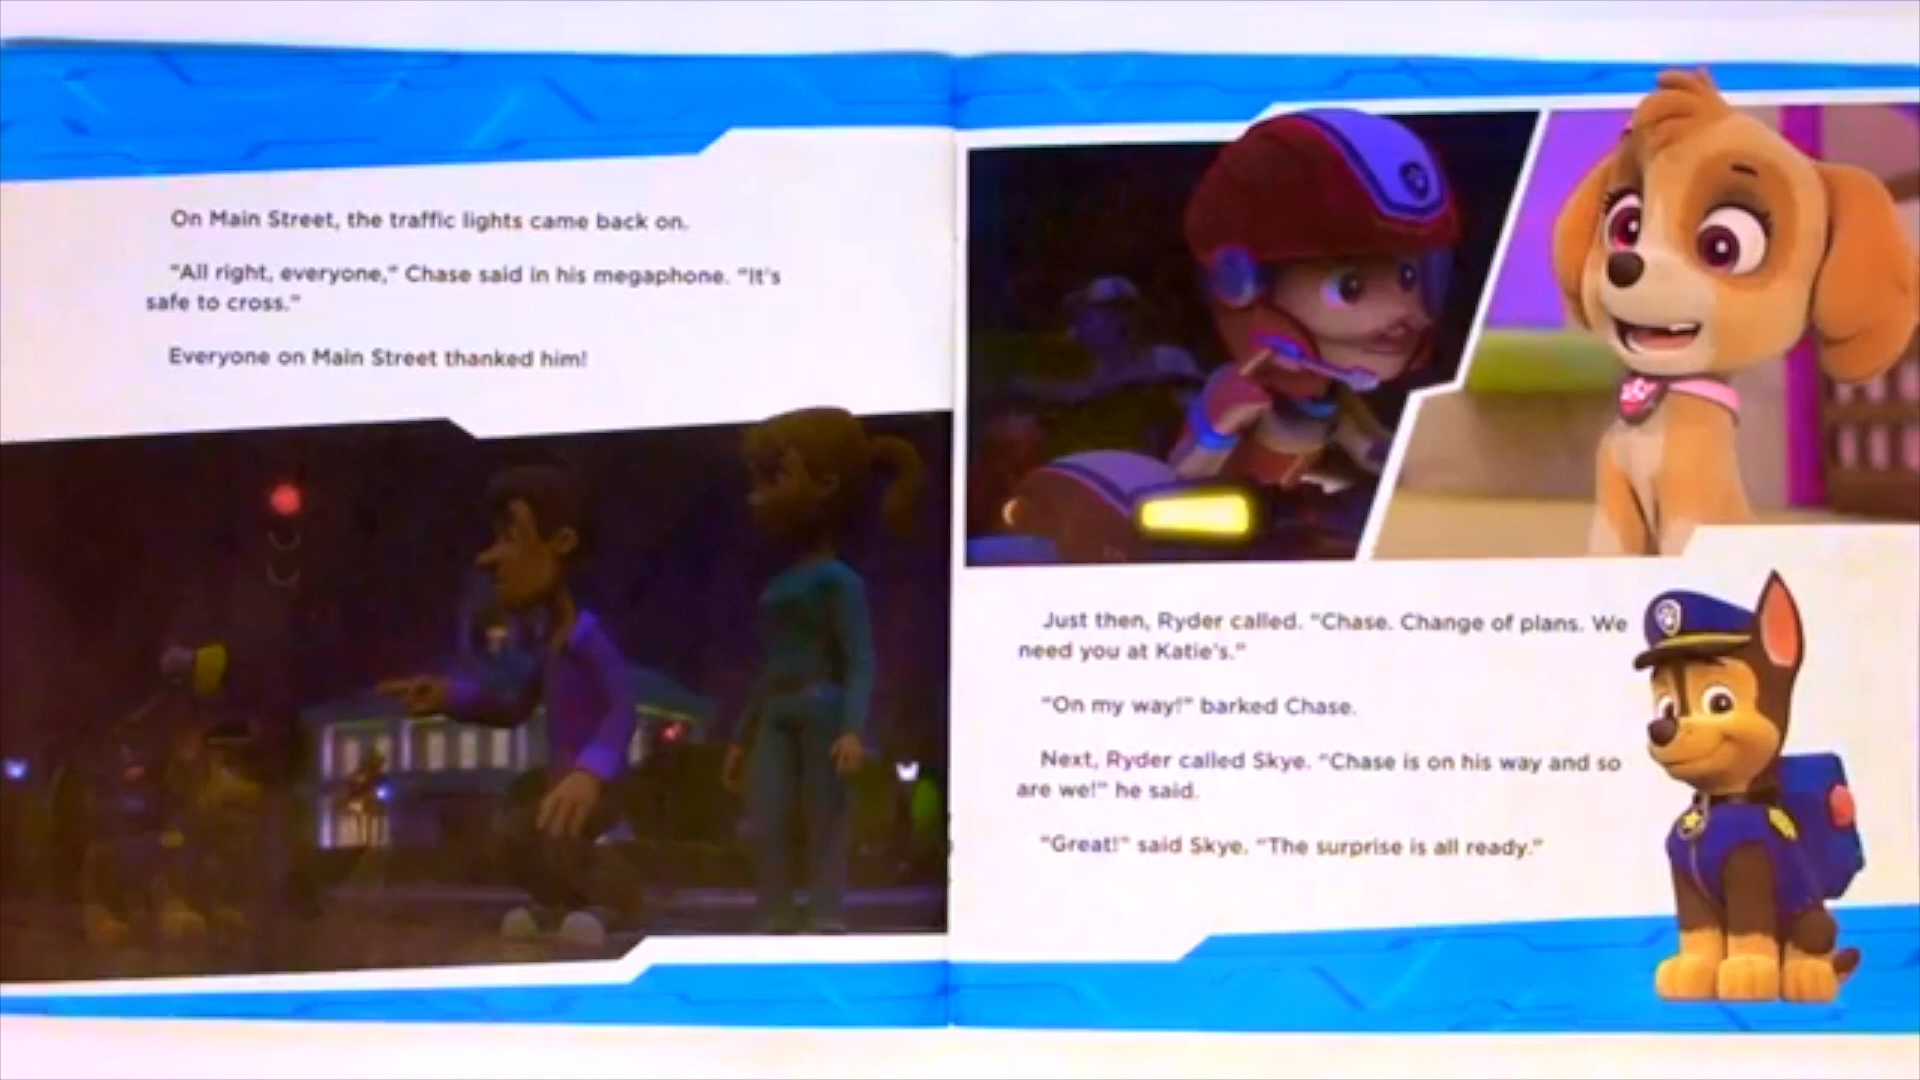 On Main Street, the traffic lights came back on.
"All right, everyone," Chase said in his megaphone. "It's
safe to cross."
Everyone on Main Street thanked him!
Just then, Ryder called. "Chase. Change of plans. We
need you at Katie's."
"On my way!" barked Chase.
Next, Ryder called Skye. "Chase is on his way and so
are we!" he said.
"Great!" said Skye. "The surprise is all ready."